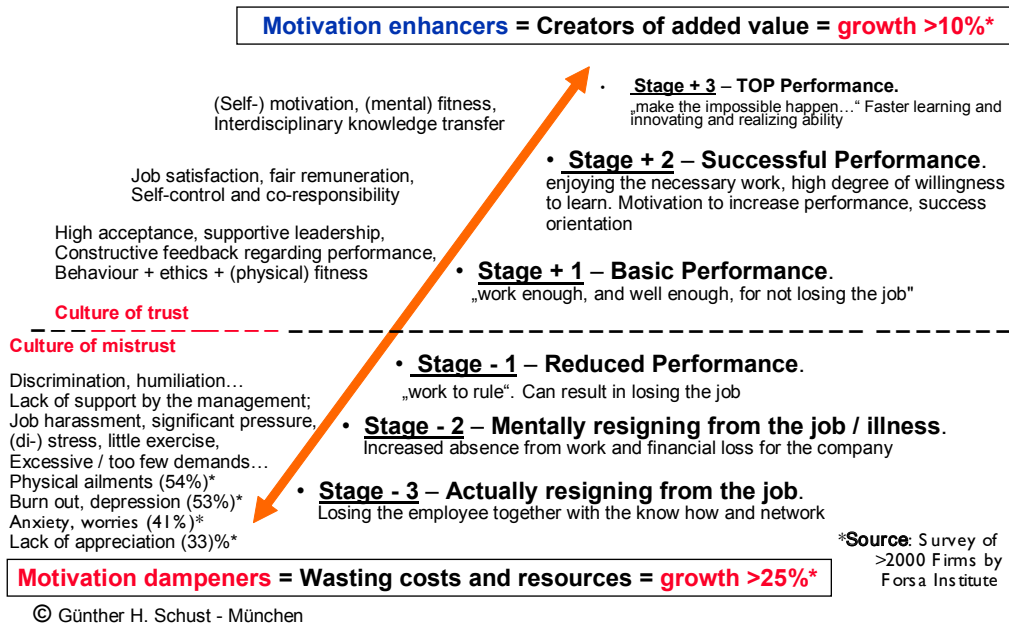 Motivation enhancers = Creators of added value = growth >10%*
(Self-) motivation, (mental) fitness,
Interdisciplinary knowledge transfer
Job satisfaction, fair remuneration,
Self-control and co-responsibility
High acceptance, supportive leadership,
Constructive feedback regarding performance,
Behaviour + ethics + (physical) fitness
Culture of trust
• Stage + 3 – TOP Performance.
„make the impossible happen…“ Faster learning and
innovating and realizing ability
• Stage + 2 – Successful Performance.
enjoying the necessary work, high degree of willingness
to learn. Motivation to increase performance, success
orientation
• Stage + 1 – Basic Performance.
„work enough, and well enough, for not losing the job"
Culture of mistrust
Discrimination, humiliation…
Lack of support by the management;
Job harassment, significant pressure,
(di-) stress, little exercise,
Excessive / too few demands…
Physical ailments (54%)*
Burn out, depression (53%)*
Anxiety, worries (41%)*
Lack of appreciation (33)%*
• Stage - 1 – Reduced Performance.
„work to rule“. Can result in losing the job
• Stage - 2 – Mentally resigning from the job / illness.
Increased absence from work and financial loss for the company
• Stage - 3 – Actually resigning from the job.
Losing the employee together with the know how and network
*Source: Survey of
>2000 Firms by
Forsa Institute
Motivation dampeners = Wasting costs and resources = growth >25%*
© Günther H. Schust - München